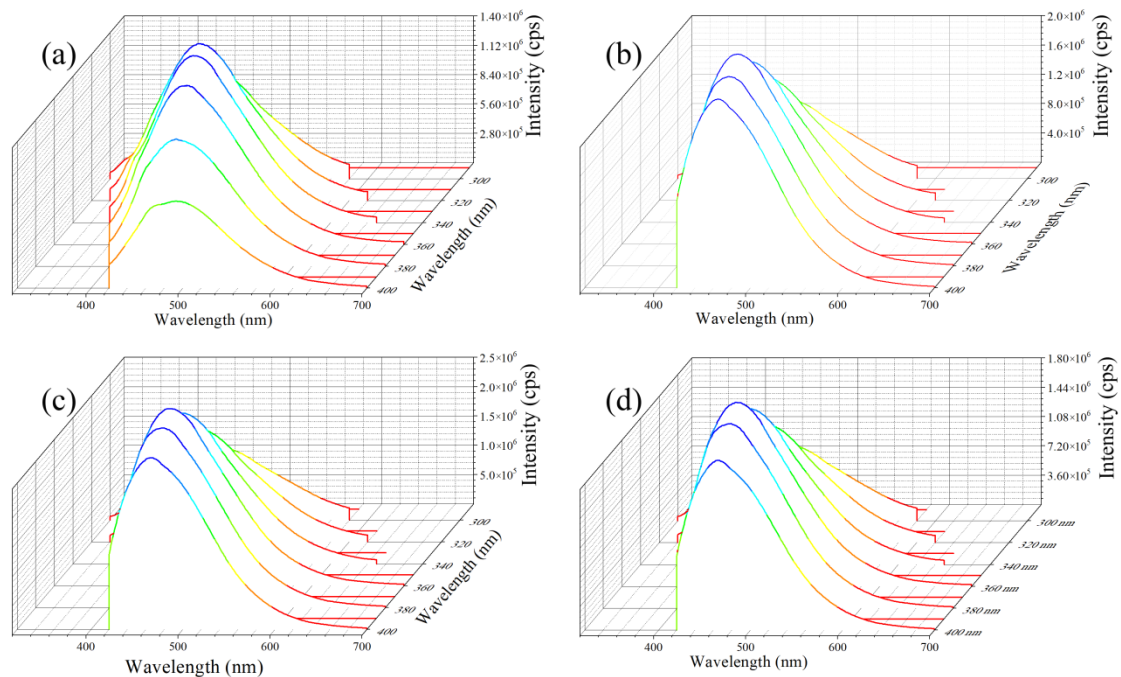 (a)
1.40×10⁶
1.12×10⁶
8.40×10⁵
5.60×10⁵
2.80×10⁵
Intensity (cps)
300
320
340
360
380
400
Wavelength (nm)
400 500 600 700
Wavelength (nm)
(b)
2.0×10⁶
1.6×10⁶
1.2×10⁶
8.0×10⁵
4.0×10⁵
Intensity (cps)
300
320
340
360
380
400
Wavelength (nm)
400 500 600 700
Wavelength (nm)
(c)
2.5×10⁶
2.0×10⁶
1.5×10⁶
1.0×10⁶
5.0×10⁵
Intensity (cps)
300
320
340
360
380
400
Wavelength (nm)
400 500 600 700
Wavelength (nm)
(d)
1.80×10⁶
1.44×10⁶
1.08×10⁶
7.20×10⁵
3.60×10⁵
Intensity (cps)
300 nm
320 nm
340 nm
360 nm
380 nm
400 nm
400 500 600 700
Wavelength (nm)